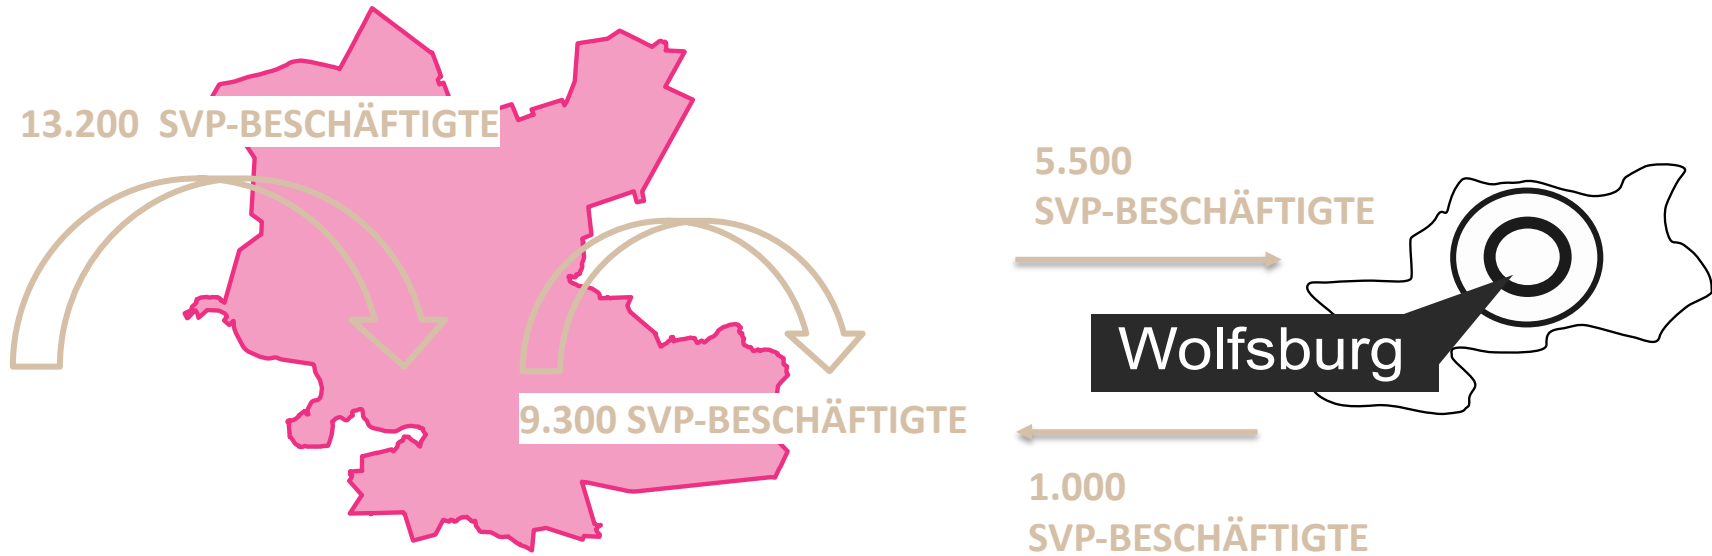 13.200 SVP-BESCHÄFTIGTE
5.500
SVP-BESCHÄFTIGTE
Wolfsburg
9.300 SVP-BESCHÄFTIGTE
1.000
SVP-BESCHÄFTIGTE